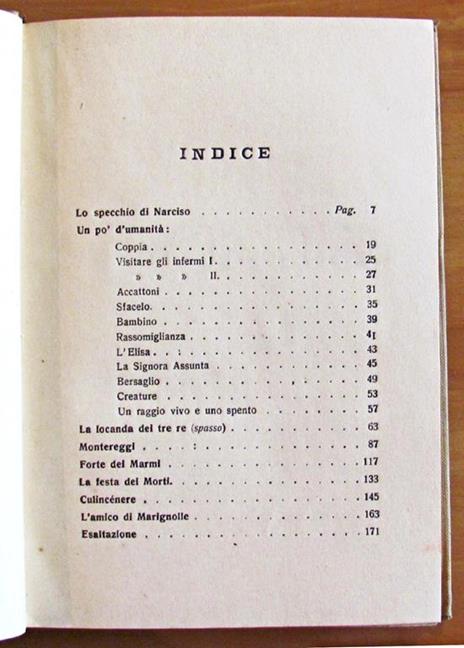 INDICE
Lo specchio di Narciso . . . . . . . . . . Pag. 7
Un po' d'umanità:
Coppia . . . . . . . . . . . . . . . 19
Visitare gli infermi I . . . . . . . . . . . 25
» » » II. . . . . . . . . . . 27
Accattoni . . . . . . . . . . . . . . 31
Sfacelo. . . . . . . . . . . . . . . 35
Bambino . . . . . . . . . . . . . . 39
Rassomiglianza . . . . . . . . . . . . 41
L'Elisa . . . . . . . . . . . . . . . 43
La Signora Assunta . . . . . . . . . . . 45
Bersaglio . . . . . . . . . . . . . . 49
Creature . . . . . . . . . . . . . . 53
Un raggio vivo e uno spento . . . . . . . . 57
La locanda dei tre re (spasso) . . . . . . . . . 63
Montereggi . . . . . . . . . . . . . . . 87
Forte dei Marmi . . . . . . . . . . . . . 117
La festa dei Morti. . . . . . . . . . . . . 133
Culincénere . . . . . . . . . . . . . . . 145
L'amico di Marignolle . . . . . . . . . . . 163
Esaltazione . . . . . . . . . . . . . . . 171